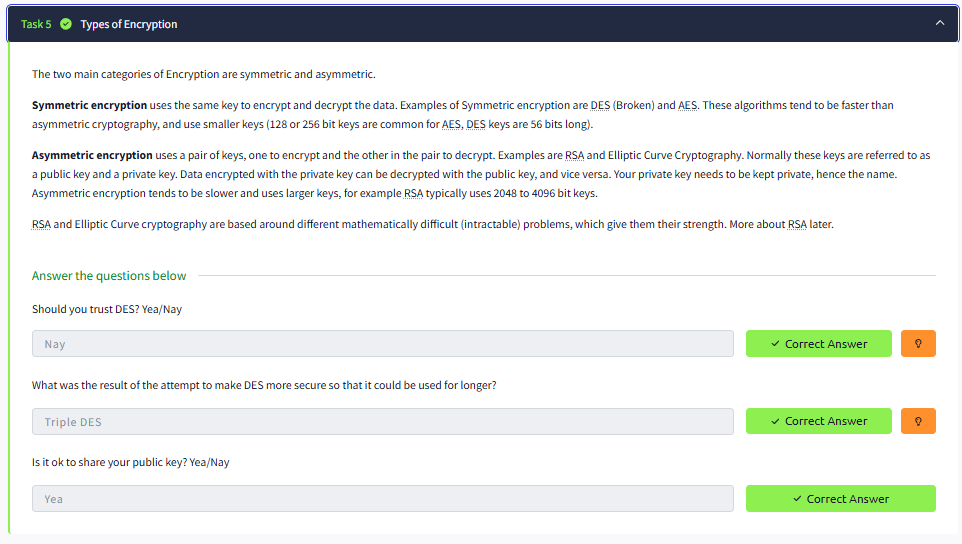 Task 5 Types of Encryption
The two main categories of Encryption are symmetric and asymmetric.
Symmetric encryption uses the same key to encrypt and decrypt the data. Examples of Symmetric encryption are DES (Broken) and AES. These algorithms tend to be faster than
asymmetric cryptography, and use smaller keys (128 or 256 bit keys are common for AES, DES keys are 56 bits long).
Asymmetric encryption uses a pair of keys, one to encrypt and the other in the pair to decrypt. Examples are RSA and Elliptic Curve Cryptography. Normally these keys are referred to as
a public key and a private key. Data encrypted with the private key can be decrypted with the public key, and vice versa. Your private key needs to be kept private, hence the name.
Asymmetric encryption tends to be slower and uses larger keys, for example RSA typically uses 2048 to 4096 bit keys.
RSA and Elliptic Curve cryptography are based around different mathematically difficult (intractable) problems, which give them their strength. More about RSA later.
Answer the questions below
Should you trust DES? Yea/Nay
Nay
Correct Answer
What was the result of the attempt to make DES more secure so that it could be used for longer?
Triple DES
Correct Answer
Is it ok to share your public key? Yea/Nay
Yea
Correct Answer